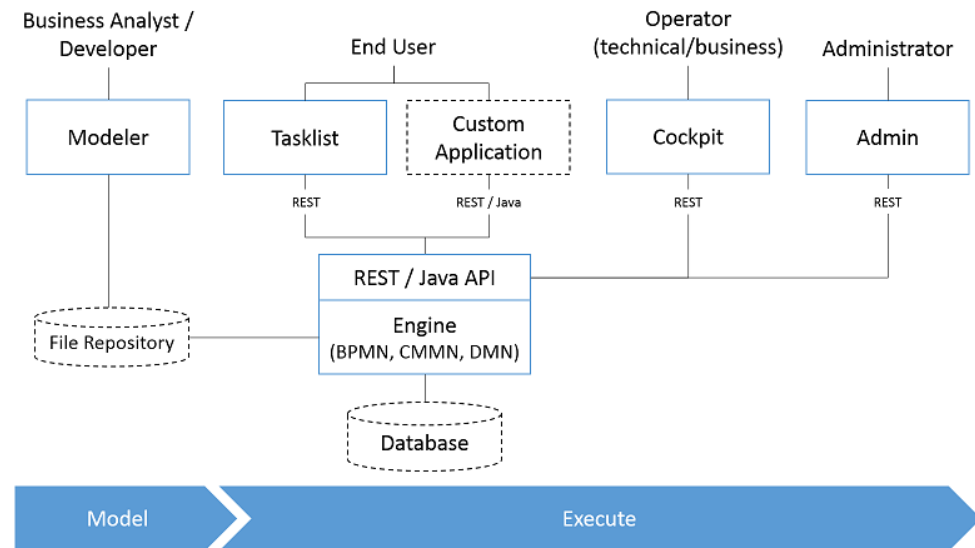 Business Analyst /
Developer
End User
Operator
(technical/business)
Administrator
Modeler
Tasklist
Custom
Application
Cockpit
Admin
REST
REST / Java
REST
REST
REST / Java API
Engine
(BPMN, CMMN, DMN)
File Repository
Database
Model
Execute